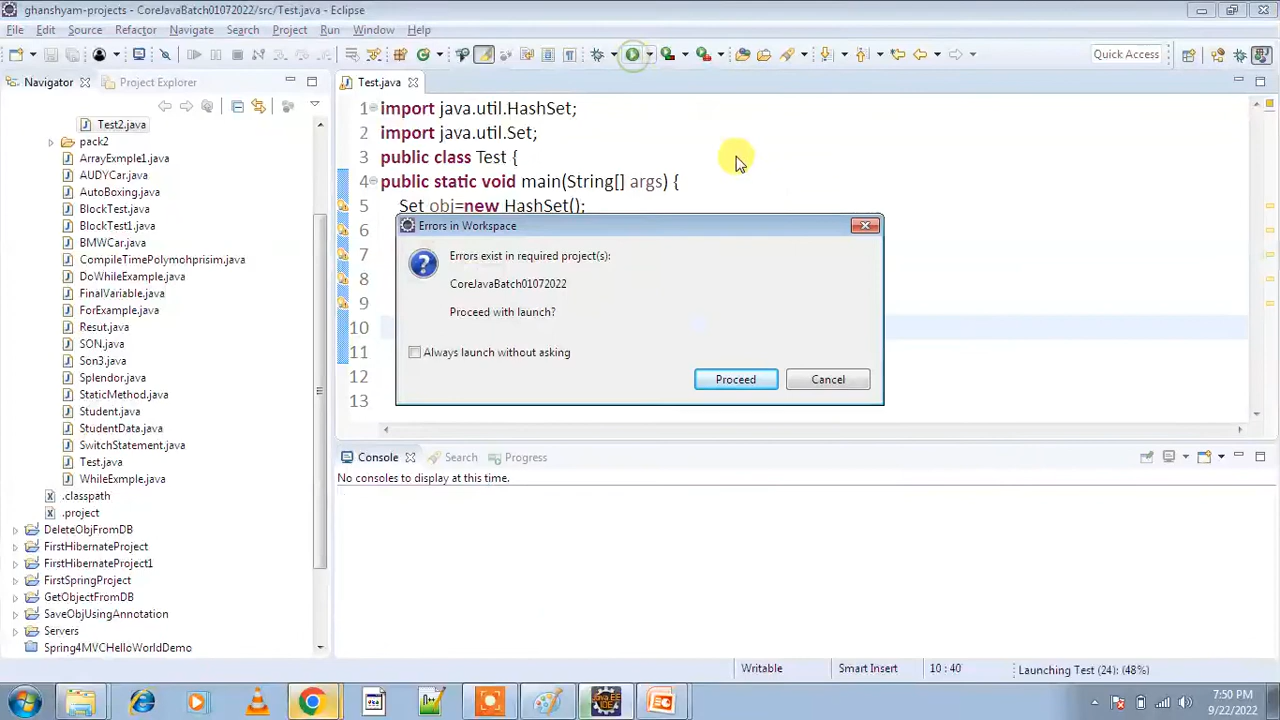 ghanshyam-projects - CoreJavaBatch01072022/src/Test.java - Eclipse
File Edit Source Refactor Navigate Search Project Run Window Help
Quick Access
Navigator Project Explorer
Test2.java
pack2
ArrayExmple1.java
AUDYCar.java
AutoBoxing.java
BlockTest.java
BlockTest1.java
BMWCar.java
CompileTimePolymohprisim.java
DoWhileExample.java
FinalVariable.java
ForExample.java
Resut.java
SON.java
Son3.java
Splendor.java
StaticMethod.java
Student.java
StudentData.java
SwitchStatement.java
Test.java
WhileExmple.java
.classpath
.project
DeleteObjFromDB
FirstHibernateProject
FirstHibernateProject1
FirstSpringProject
GetObjectFromDB
SaveObjUsingAnnotation
Servers
Spring4MVCHelloWorldDemo
Test.java
1 import java.util.HashSet;
2 import java.util.Set;
3 public class Test {
4 public static void main(String[] args) {
5 Set obj=new HashSet();
6
7
8
9
10
11
12
13
Errors in Workspace
Errors exist in required project(s):
CoreJavaBatch01072022
Proceed with launch?
Always launch without asking
Proceed Cancel
Console Search Progress
No consoles to display at this time.
Writable Smart Insert 10 : 40 Launching Test (24): (48%)
Java EE
IDE
7:50 PM
9/22/2022